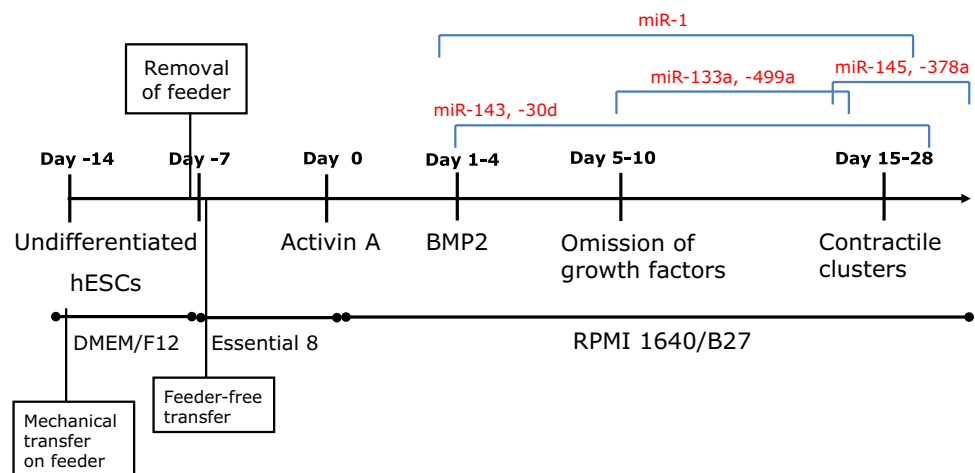 miR-1
Removal
of feeder
miR-133a, -499a
miR-145, -378a
miR-143, -30d
Day -14
Day -7
Day 0
Day 1-4
Day 5-10
Day 15-28
Undifferentiated
hESCs
Activin A
BMP2
Omission of
growth factors
Contractile
clusters
DMEM/F12
Essential 8
RPMI 1640/B27
Mechanical
transfer
on feeder
Feeder-free
transfer